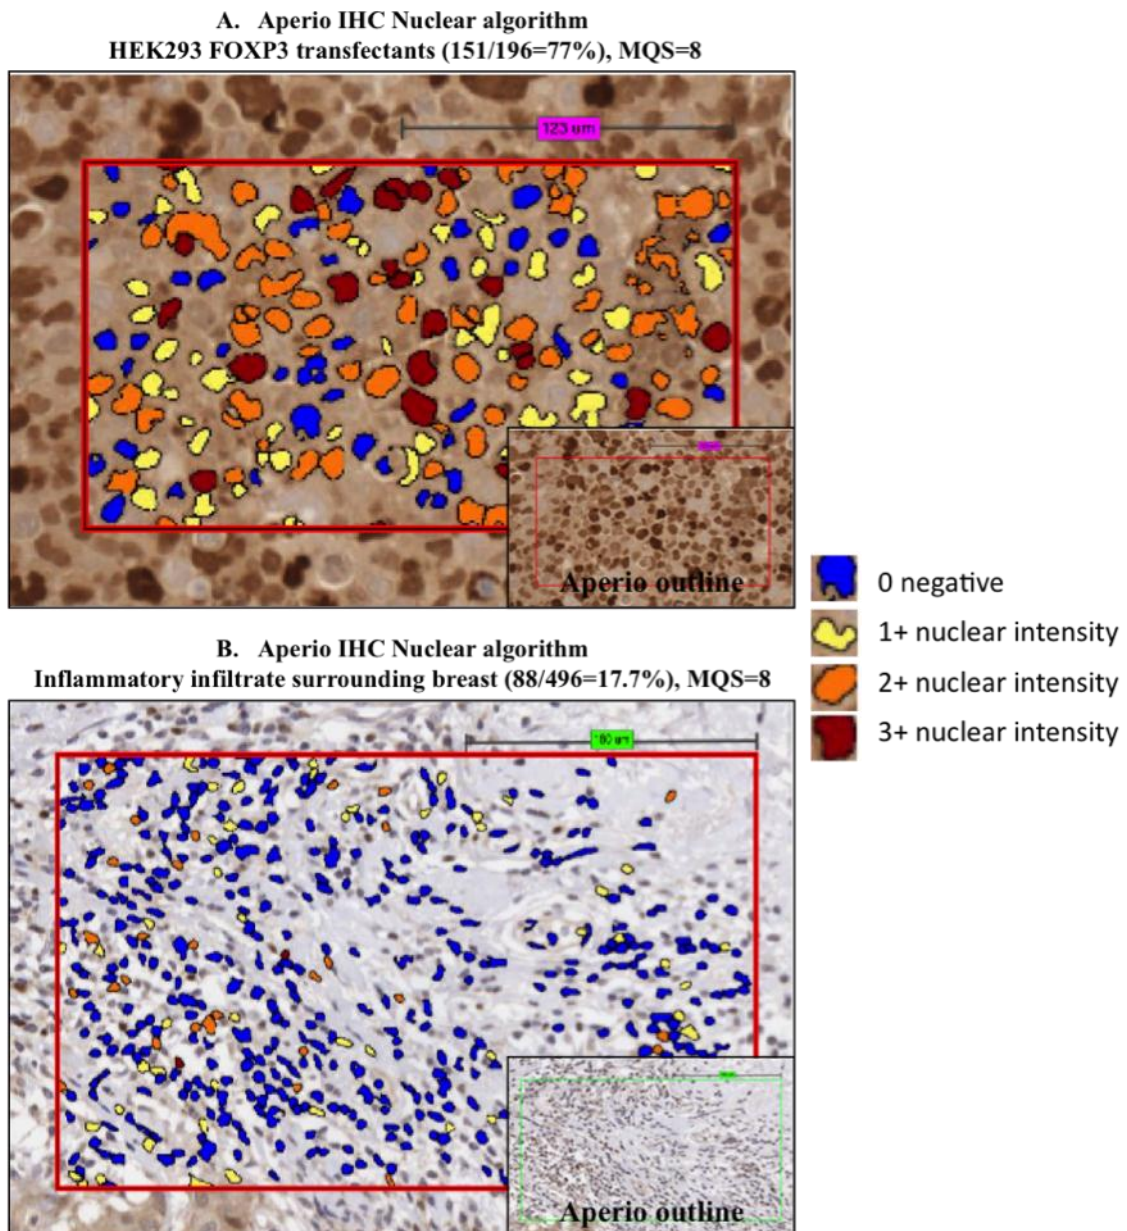 A. Aperio IHC Nuclear algorithm
HEK293 FOXP3 transfectants (151/196=77%), MQS=8
123 um
Aperio outline
0 negative
1+ nuclear intensity
2+ nuclear intensity
3+ nuclear intensity
B. Aperio IHC Nuclear algorithm
Inflammatory infiltrate surrounding breast (88/496=17.7%), MQS=8
Aperio outline